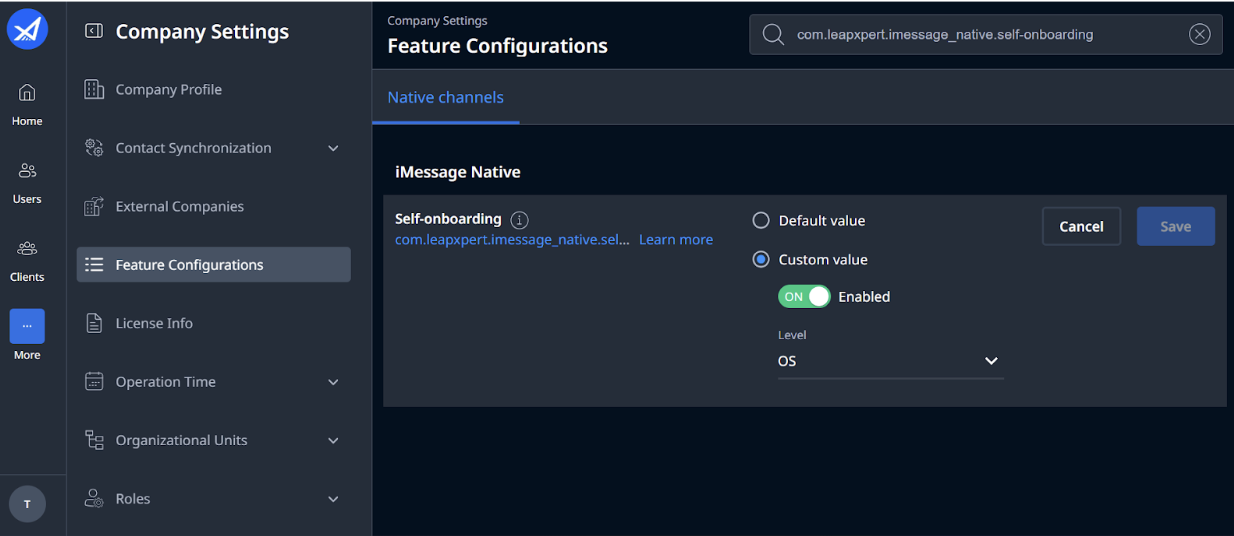 Home
Users
Clients
...
More
T
Company Settings
Company Profile
Contact Synchronization
External Companies
Feature Configurations
License Info
Operation Time
Organizational Units
Roles
Company Settings
Feature Configurations
com.leapxpert.imessage_native.self-onboarding
Native channels
iMessage Native
Self-onboarding
com.leapxpert.imessage_native.sel... Learn more
Default value
Custom value
ON Enabled
Level
OS
Cancel Save